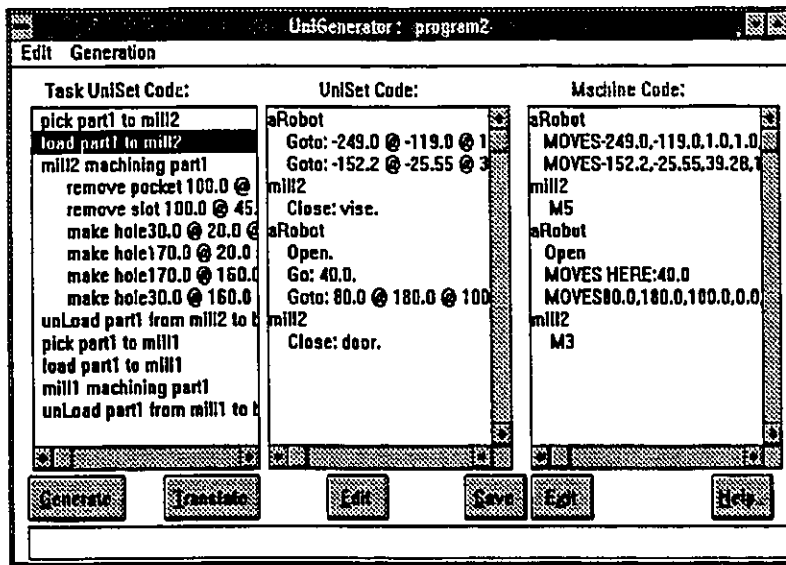 UniGenerator: program2
Edit Generation
Task UniSet Code:
pick part1 to mill2
load part1 to mill2
mill2 machining part1
remove pocket 100.0 @
remove slot 100.0 @ 45.
make hole30.0 @ 20.0 @
make hole170.0 @ 20.0
make hole170.0 @ 160.0
make hole30.0 @ 160.0
unLoad part1 from mill2 to b
pick part1 to mill1
load part1 to mill1
mill1 machining part1
unLoad part1 from mill1 to b
UniSet Code:
aRobot
Goto: -249.0 @ -119.0 @ 1
Goto: -152.2 @ -25.55 @ 3
mill2
Close: vise.
aRobot
Open.
Go: 40.0.
Goto: 80.0 @ 180.0 @ 100
mill2
Close: door.
Machine Code:
aRobot
MOVES-249.0,-119.0,1.0,1.0,
MOVES-152.2,-25.55,39.28,1
mill2
M5
aRobot
Open
MOVES HERE:40.0
MOVES80.0,180.0,100.0,0.0,
mill2
M3
Generate Translate Edit Save Exit Help..